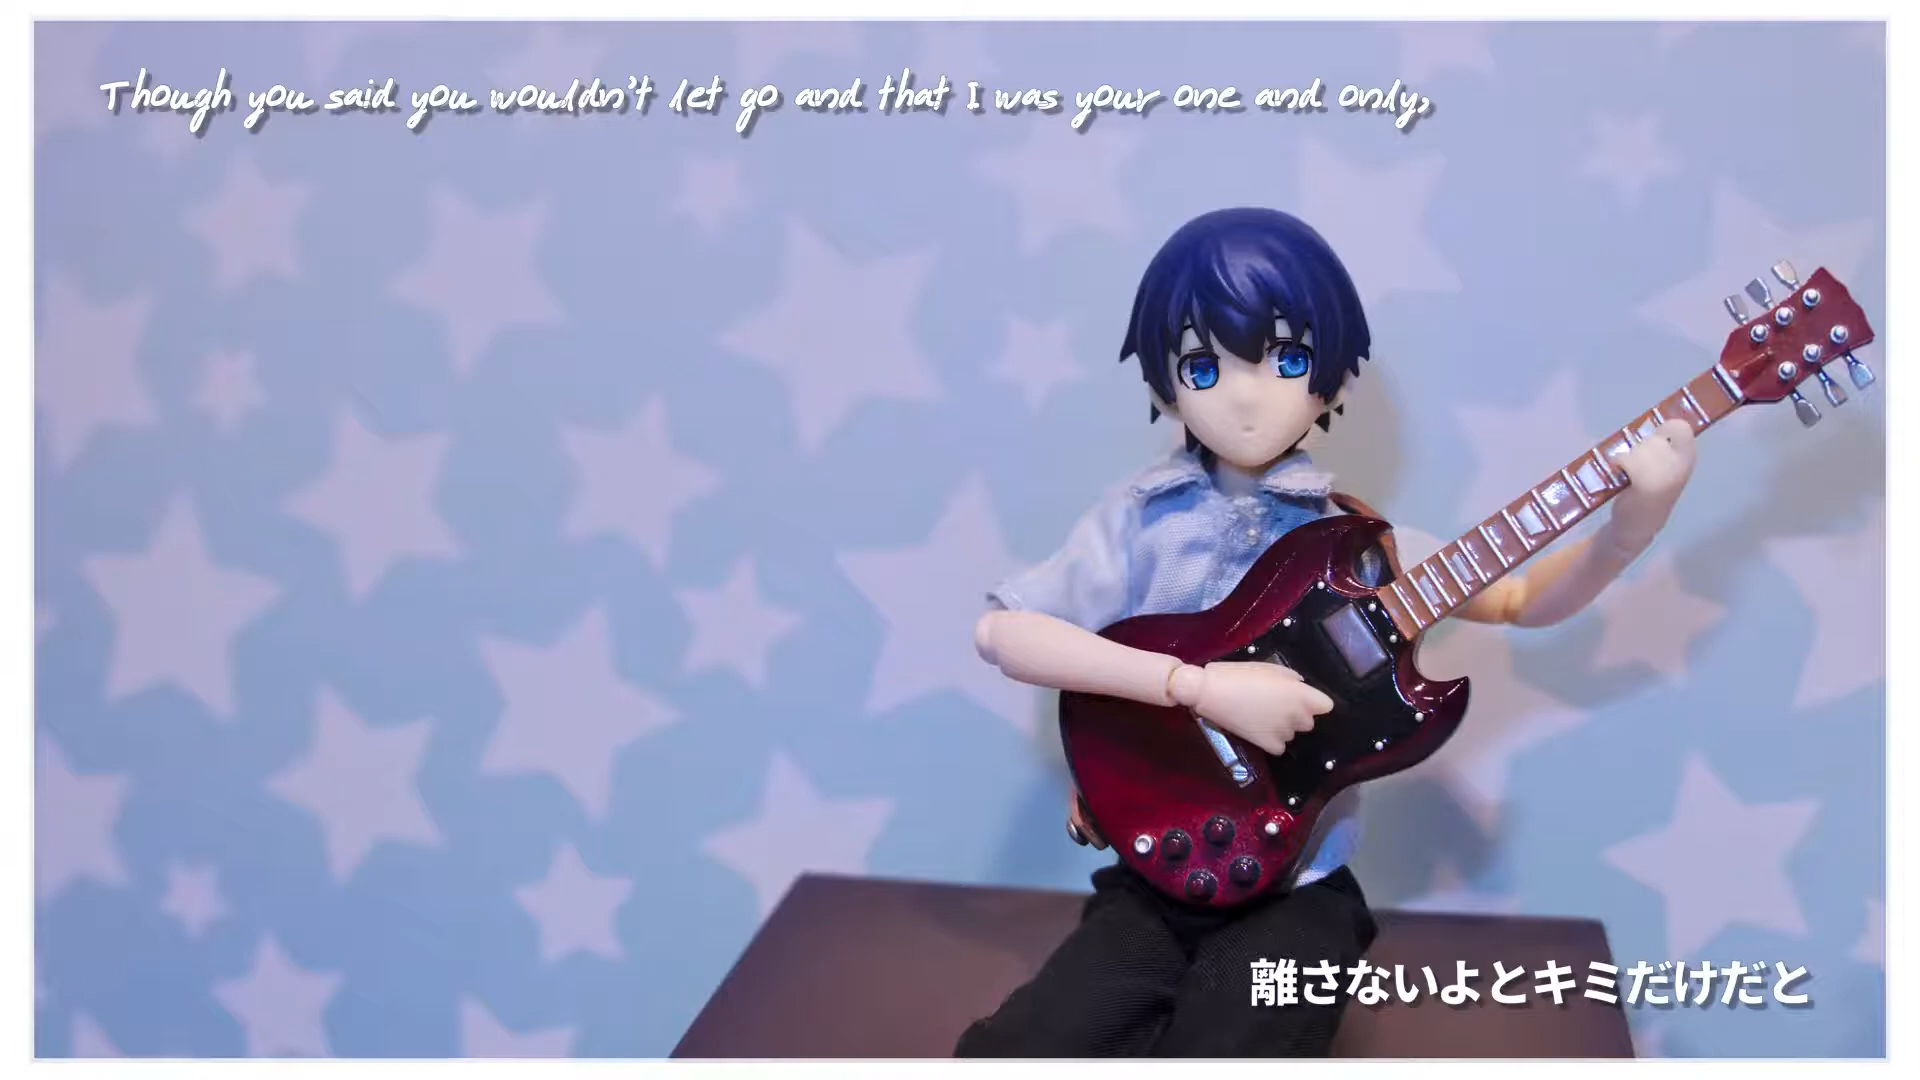 Though you said you wouldn't let go and that I was your one and only,
離さないよとキミだけだと